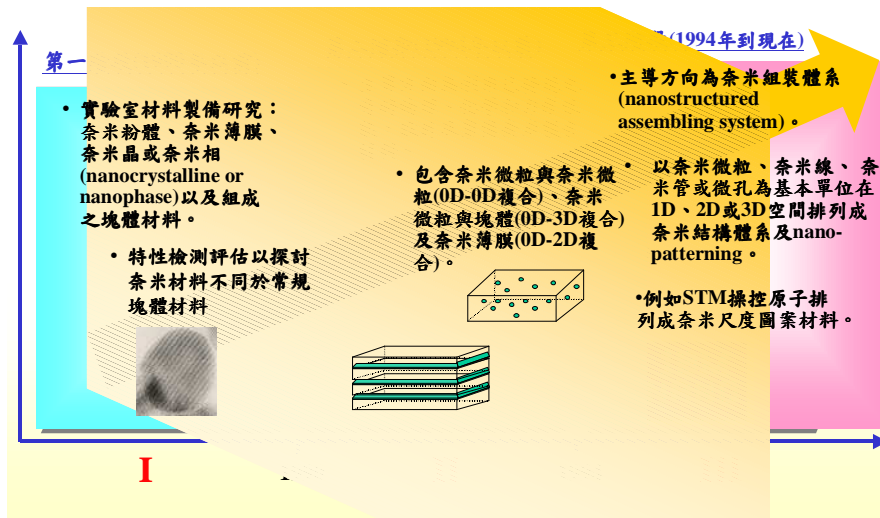 第一
(1994年到現在)
• 實驗室材料製備研究：
奈米粉體、奈米薄膜、
奈米晶或奈米相
(nanocrystalline or
nanophase)以及組成
之塊體材料。
• 特性檢測評估以探討
奈米材料不同於常規
塊體材料
• 包含奈米微粒與奈米微
粒(0D-0D複合)、奈米
微粒與塊體(0D-3D複合)
及奈米薄膜(0D-2D複
合)。
•主導方向為奈米組裝體系
(nanostructured
assembling system)。
• 以奈米微粒、奈米線、 奈
米管或微孔為基本單位在
1D、2D或3D空間排列成
奈米結構體系及nano-
patterning。
•例如STM操控原子排
列成奈米尺度圖案材料。
I